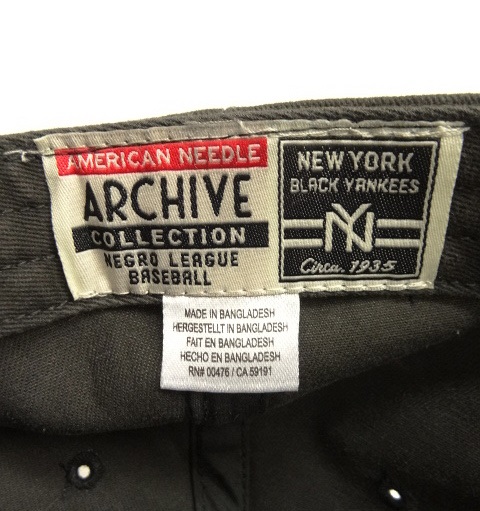 AMERICAN NEEDLE
ARCHIVE
COLLECTION
NEGRO LEAGUE
BASEBALL
NEW YORK
BLACK YANKEES
NY
Circa. 1935
MADE IN BANGLADESH
HERGESTELLT IN BANGLADESH
FAIT EN BANGLADESH
HECHO EN BANGLADESH
RN# 00476 / CA 59191